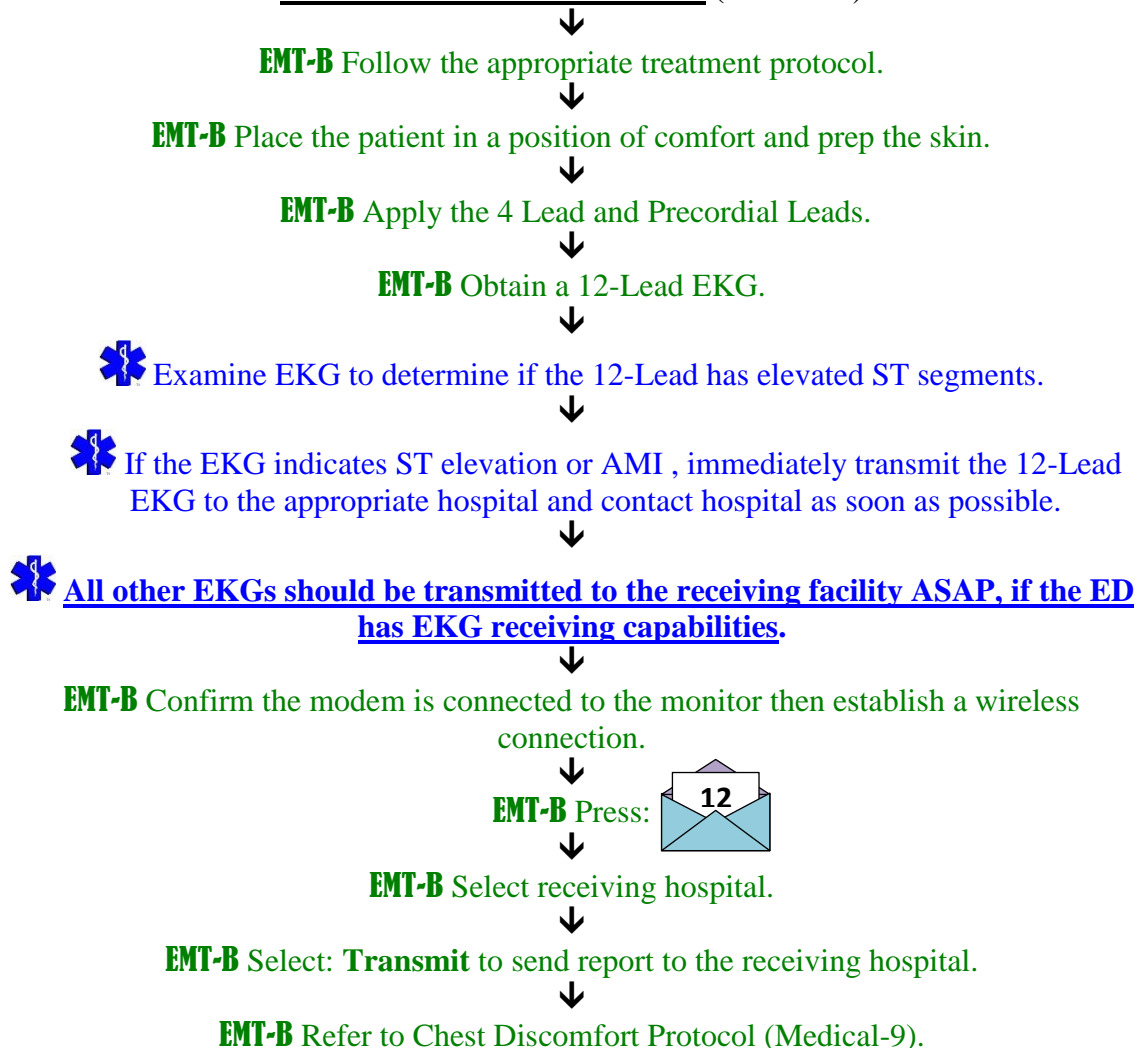 EMT-B Follow the appropriate treatment protocol.
EMT-B Place the patient in a position of comfort and prep the skin.
EMT-B Apply the 4 Lead and Precordial Leads.
EMT-B Obtain a 12-Lead EKG.
Examine EKG to determine if the 12-Lead has elevated ST segments.
If the EKG indicates ST elevation or AMI , immediately transmit the 12-Lead
EKG to the appropriate hospital and contact hospital as soon as possible.
All other EKGs should be transmitted to the receiving facility ASAP, if the ED
has EKG receiving capabilities.
EMT-B Confirm the modem is connected to the monitor then establish a wireless
connection.
EMT-B Press: 12
EMT-B Select receiving hospital.
EMT-B Select: Transmit to send report to the receiving hospital.
EMT-B Refer to Chest Discomfort Protocol (Medical-9).